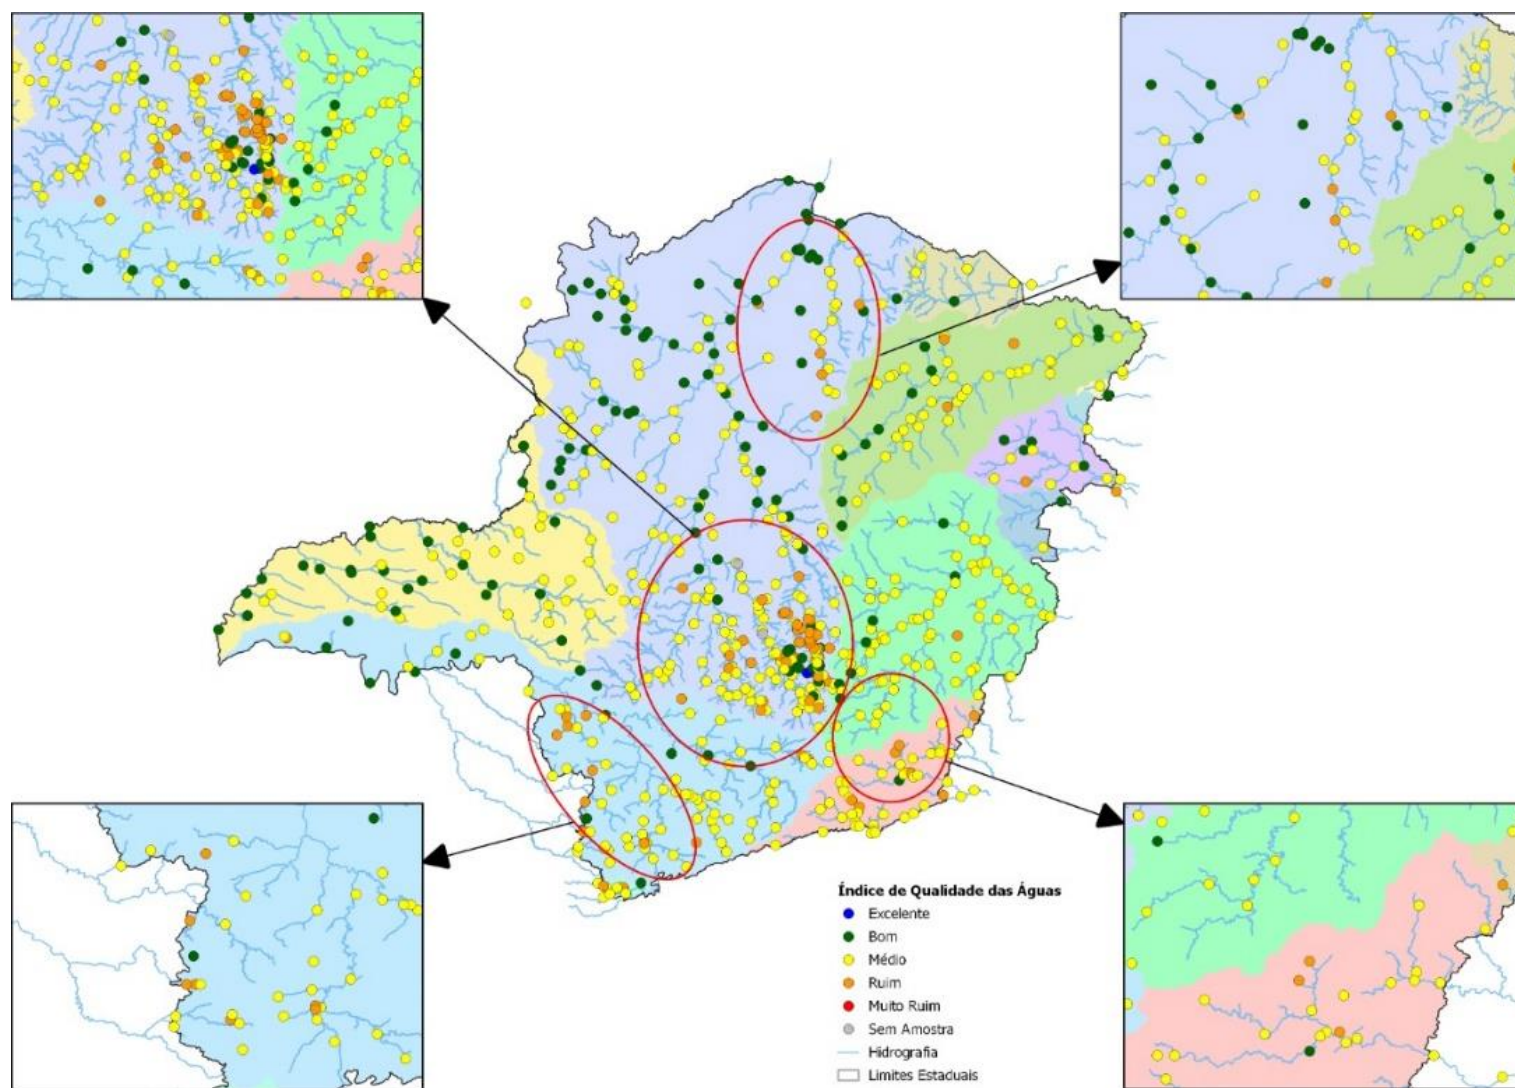 Índice de Qualidade das Águas
Excelente
Bom
Médio
Ruim
Muito Ruim
Sem Amostra
Hidrografia
Limites Estaduais